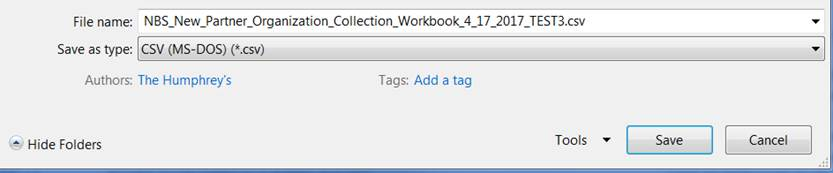 File name: NBS_New_Partner_Organization_Collection_Workbook_4_17_2017_TEST3.csv
Save as type: CSV (MS-DOS) (*.csv)
Authors: The Humphrey's Tags: Add a tag
Hide Folders Tools Save Cancel